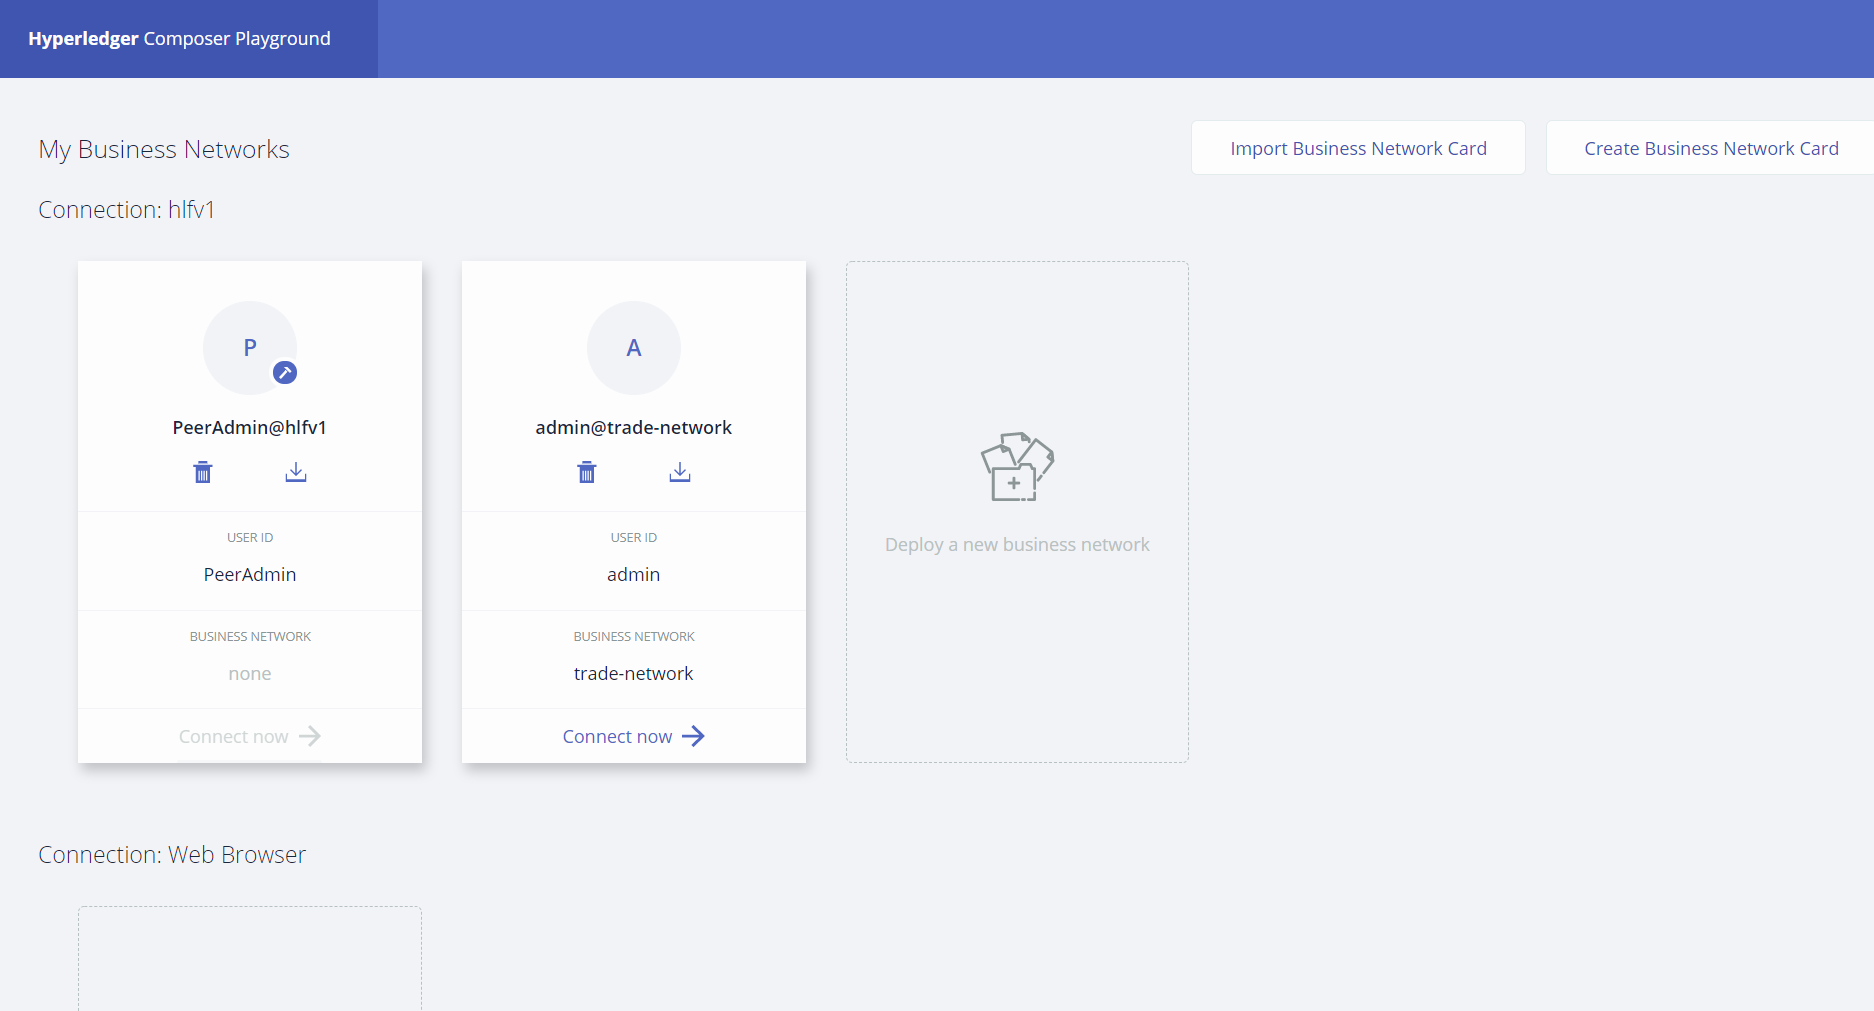 Hyperledger Composer Playground
My Business Networks
Import Business Network Card
Create Business Network Card
Connection: hlfv1
P
PeerAdmin@hlfv1
USER ID
PeerAdmin
BUSINESS NETWORK
none
Connect now
A
admin@trade-network
USER ID
admin
BUSINESS NETWORK
trade-network
Connect now
Deploy a new business network
Connection: Web Browser